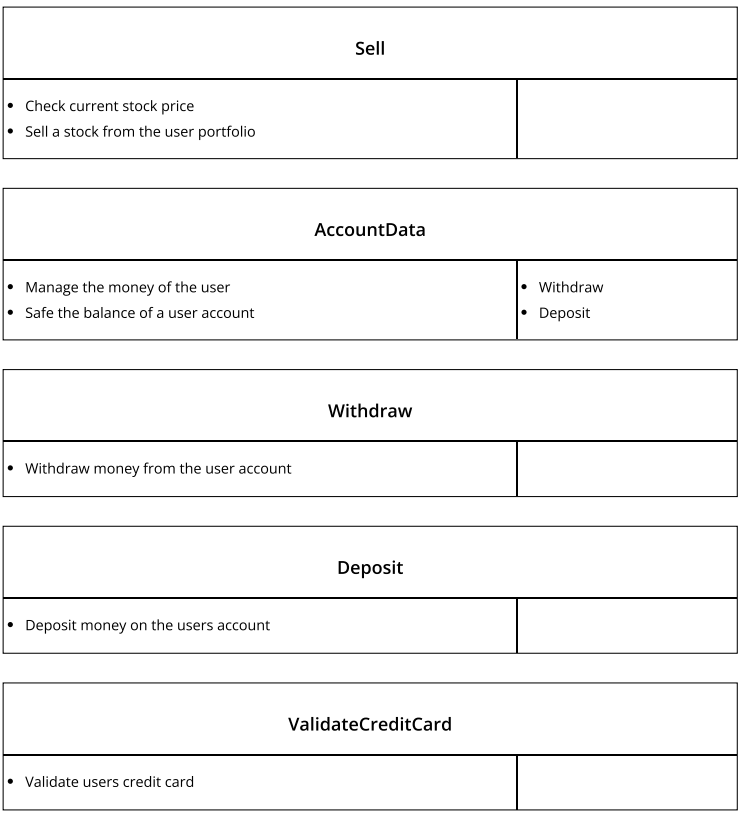 Sell
• Check current stock price
• Sell a stock from the user portfolio
AccountData
• Manage the money of the user
• Safe the balance of a user account
• Withdraw
• Deposit
Withdraw
• Withdraw money from the user account
Deposit
• Deposit money on the users account
ValidateCreditCard
• Validate users credit card